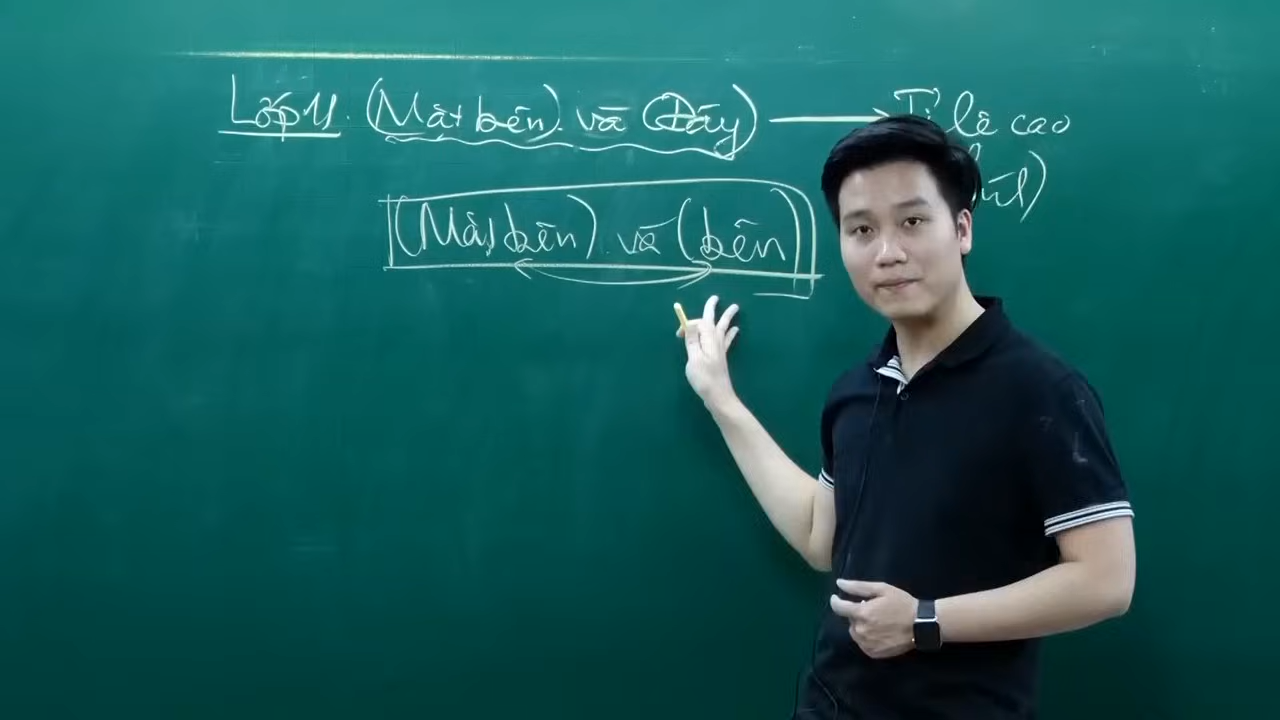 Lớp 11. (Mặt bên) và (Đáy) → Tỉ lệ cao
(Mặt bên) và (bên)